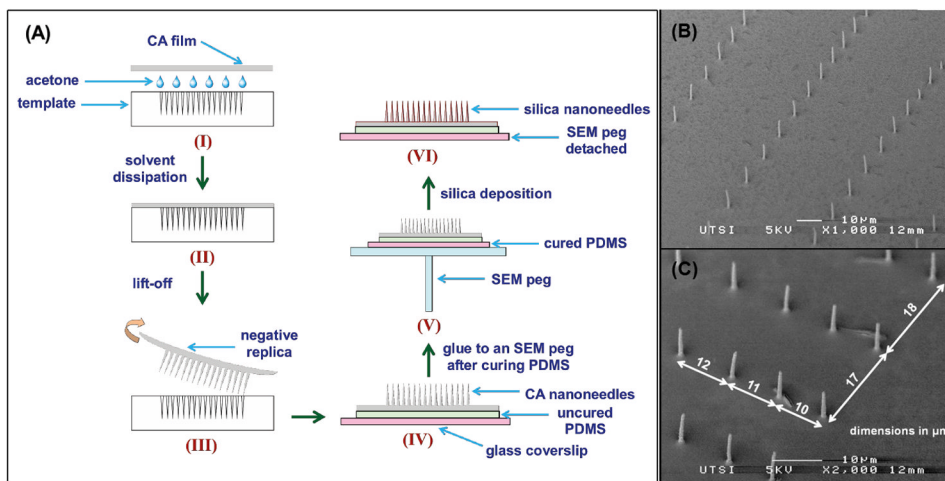 (A)
CA film
acetone
template
(I)
solvent
dissipation
(II)
lift-off
negative
replica
(III)
silica nanoneedles
SEM peg
detached
(VI)
silica deposition
cured PDMS
SEM peg
(V)
glue to an SEM peg
after curing PDMS
CA nanoneedles
uncured
PDMS
(IV)
glass coverslip
(B)
10µm
UTSI 5KV X1,000 12mm
(C)
18
17
12
11
10
dimensions in µm
10µm
UTSI 5KV X2,000 12mm